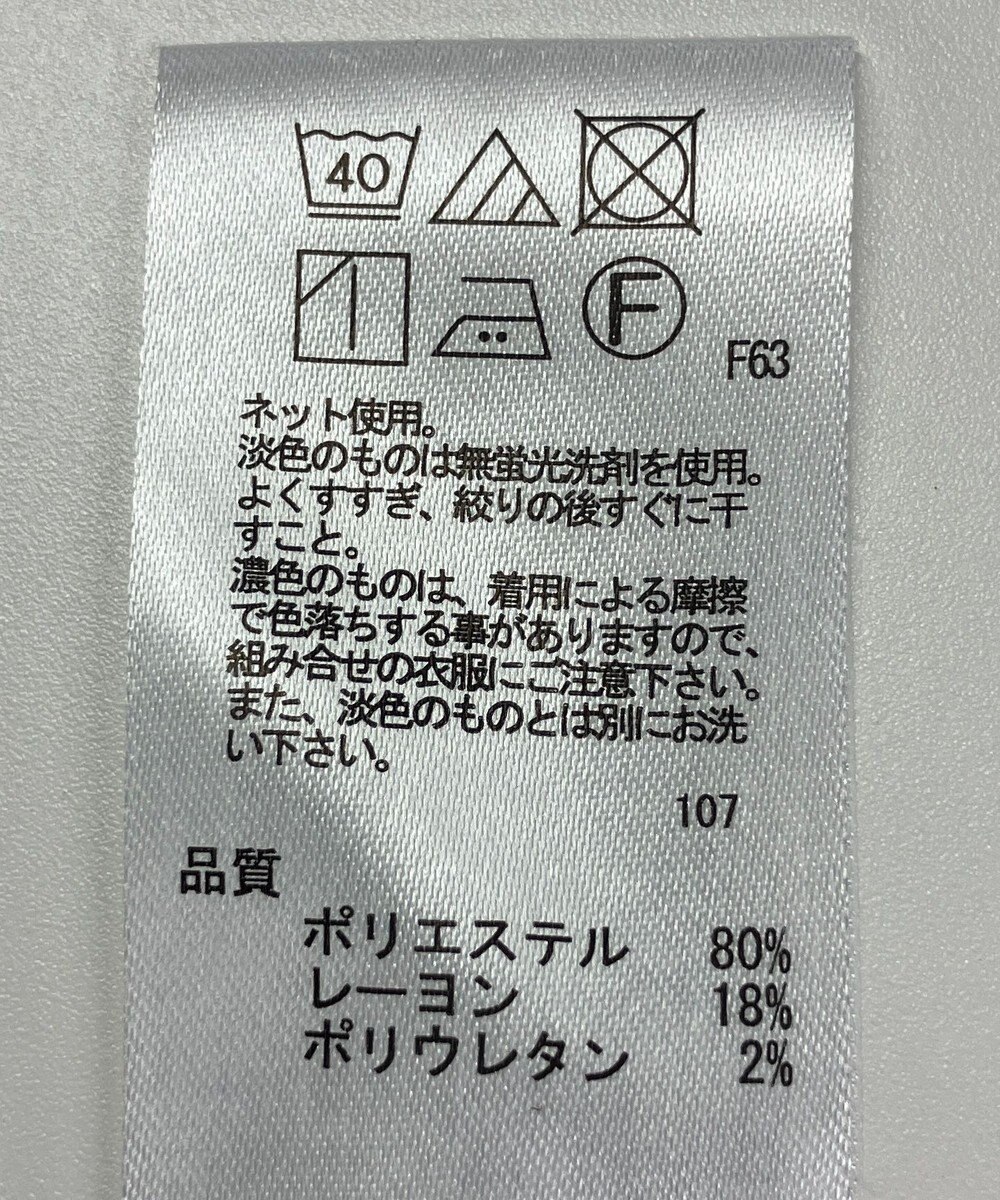 40
F
F63
ネット使用。
淡色のものは無蛍光洗剤を使用。
よくすすぎ、絞りの後すぐに干
すこと。
濃色のものは、着用による摩擦
で色落ちする事がありますので、
組み合せの衣服にご注意下さい。
また、淡色のものとは別にお洗
い下さい。
107
品質
ポリエステル 80%
レーヨン 18%
ポリウレタン 2%